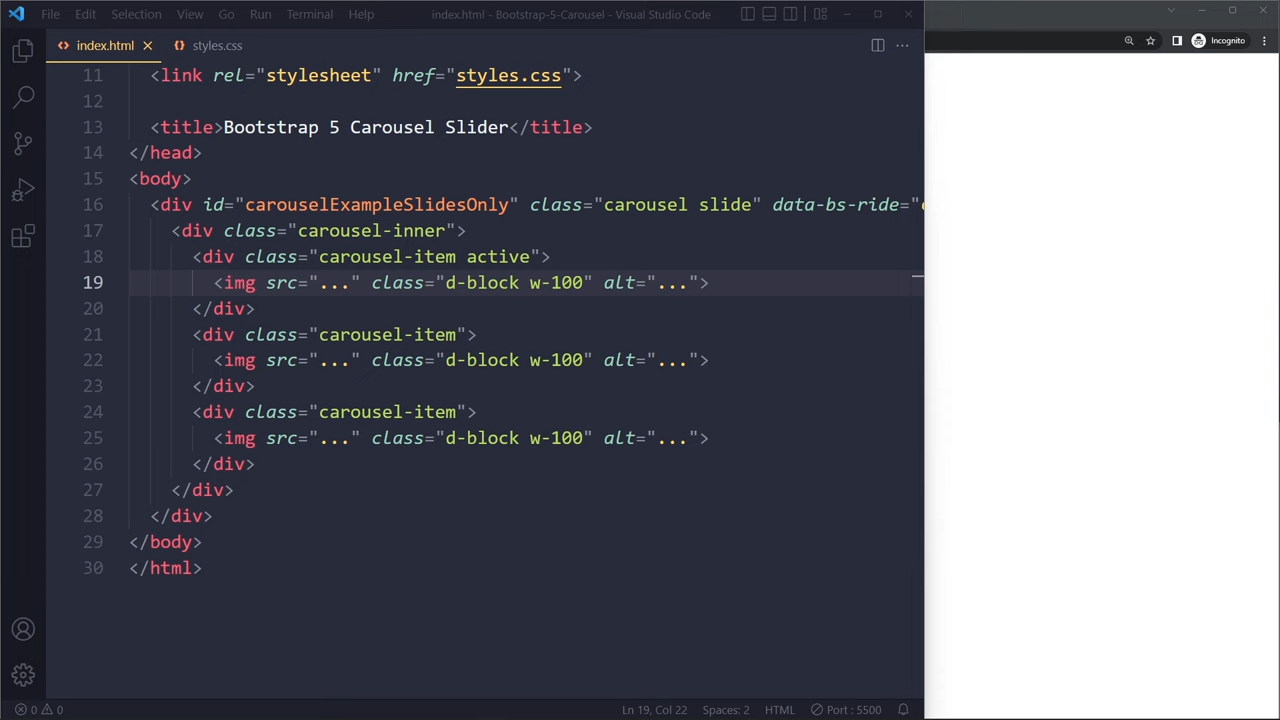 File Edit Selection View Go Run Terminal Help index.html - Bootstrap-5-Carousel - Visual Studio Code
index.html styles.css
Incognito
11 <link rel="stylesheet" href="styles.css">
12
13 <title>Bootstrap 5 Carousel Slider</title>
14 </head>
15 <body>
16 <div id="carouselExampleSlidesOnly" class="carousel slide" data-bs-ride="
17 <div class="carousel-inner">
18 <div class="carousel-item active">
19 <img src="..." class="d-block w-100" alt="...">
20 </div>
21 <div class="carousel-item">
22 <img src="..." class="d-block w-100" alt="...">
23 </div>
24 <div class="carousel-item">
25 <img src="..." class="d-block w-100" alt="...">
26 </div>
27 </div>
28 </div>
29 </body>
30 </html>
0 0 Ln 19, Col 22 Spaces: 2 HTML Port : 5500